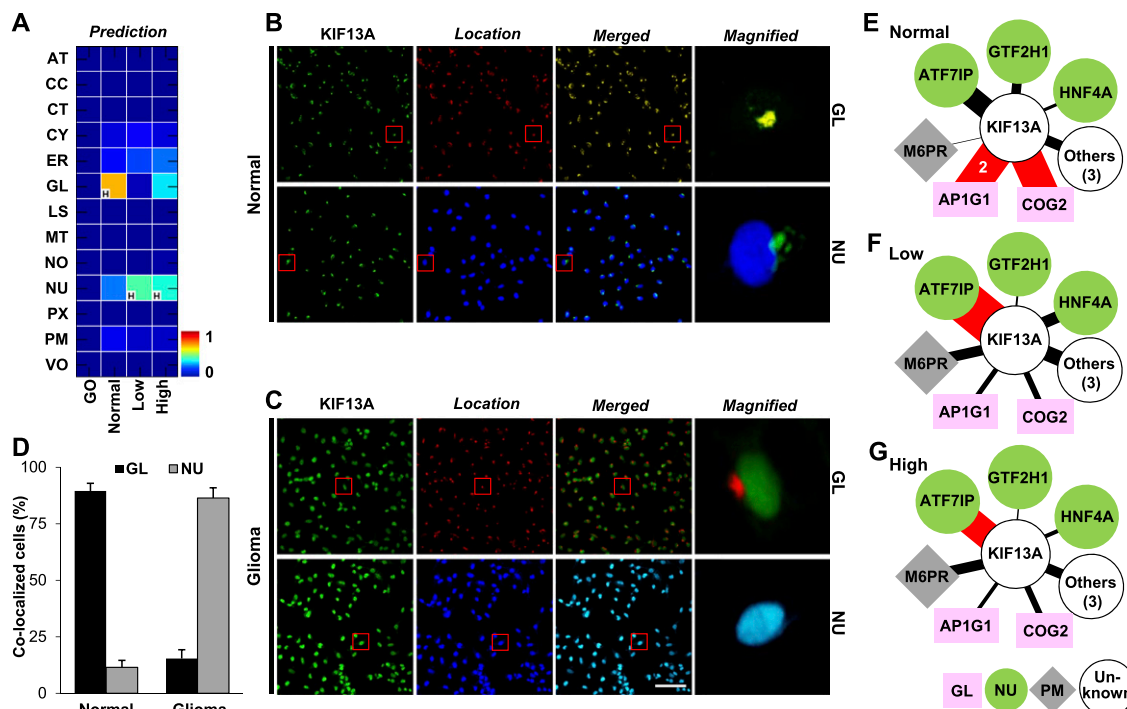 A
Prediction
AT
CC
CT
CY
ER
GL
LS
MT
NO
NU
PX
PM
VO
H
H
H
1
0
GO
Normal
Low
High
B
KIF13A
Location
Merged
Magnified
Normal
GL
NU
C
KIF13A
Location
Merged
Magnified
Glioma
GL
NU
D
Co-localized cells (%)
100
75
50
25
0
GL
NU
Normal
Glioma
E
Normal
GTF2H1
ATF7IP
HNF4A
KIF13A
M6PR
Others
(3)
2
AP1G1
COG2
F
Low
GTF2H1
ATF7IP
HNF4A
KIF13A
M6PR
Others
(3)
AP1G1
COG2
G
High
GTF2H1
ATF7IP
HNF4A
KIF13A
M6PR
Others
(3)
AP1G1
COG2
GL
NU
PM
Un-
known